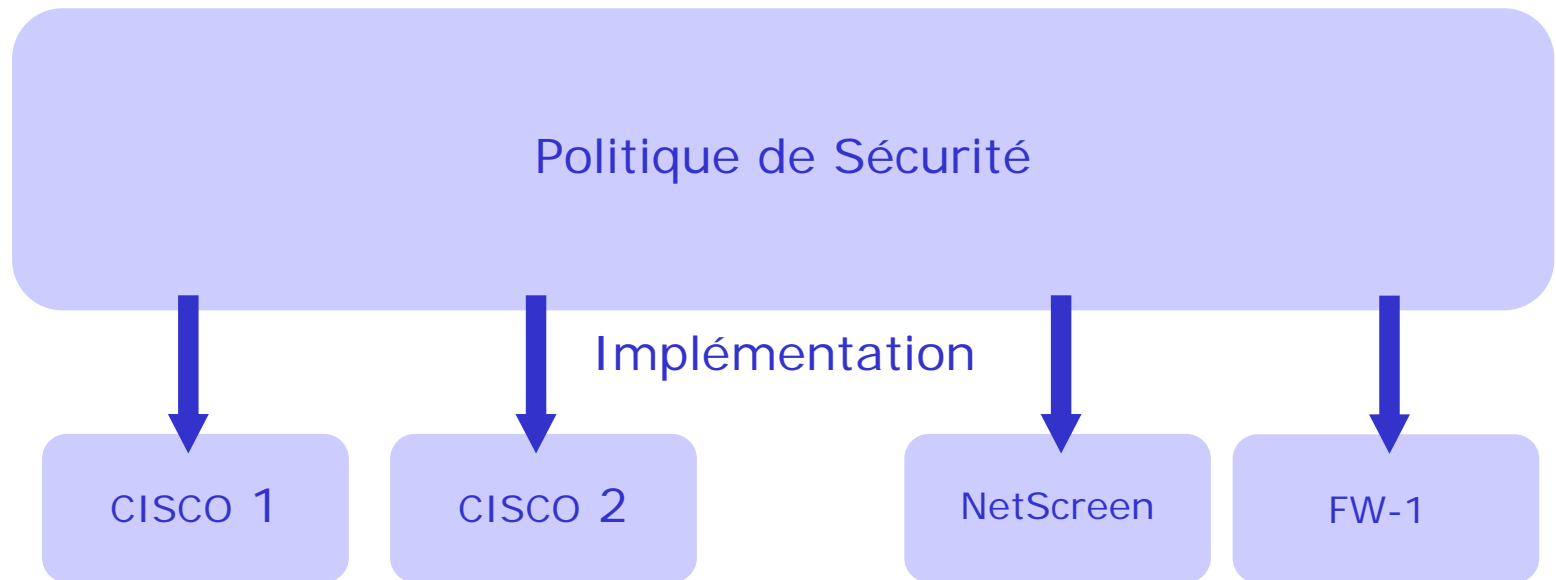 Politique de Sécurité
Implémentation
CISCO 1
CISCO 2
NetScreen
FW-1